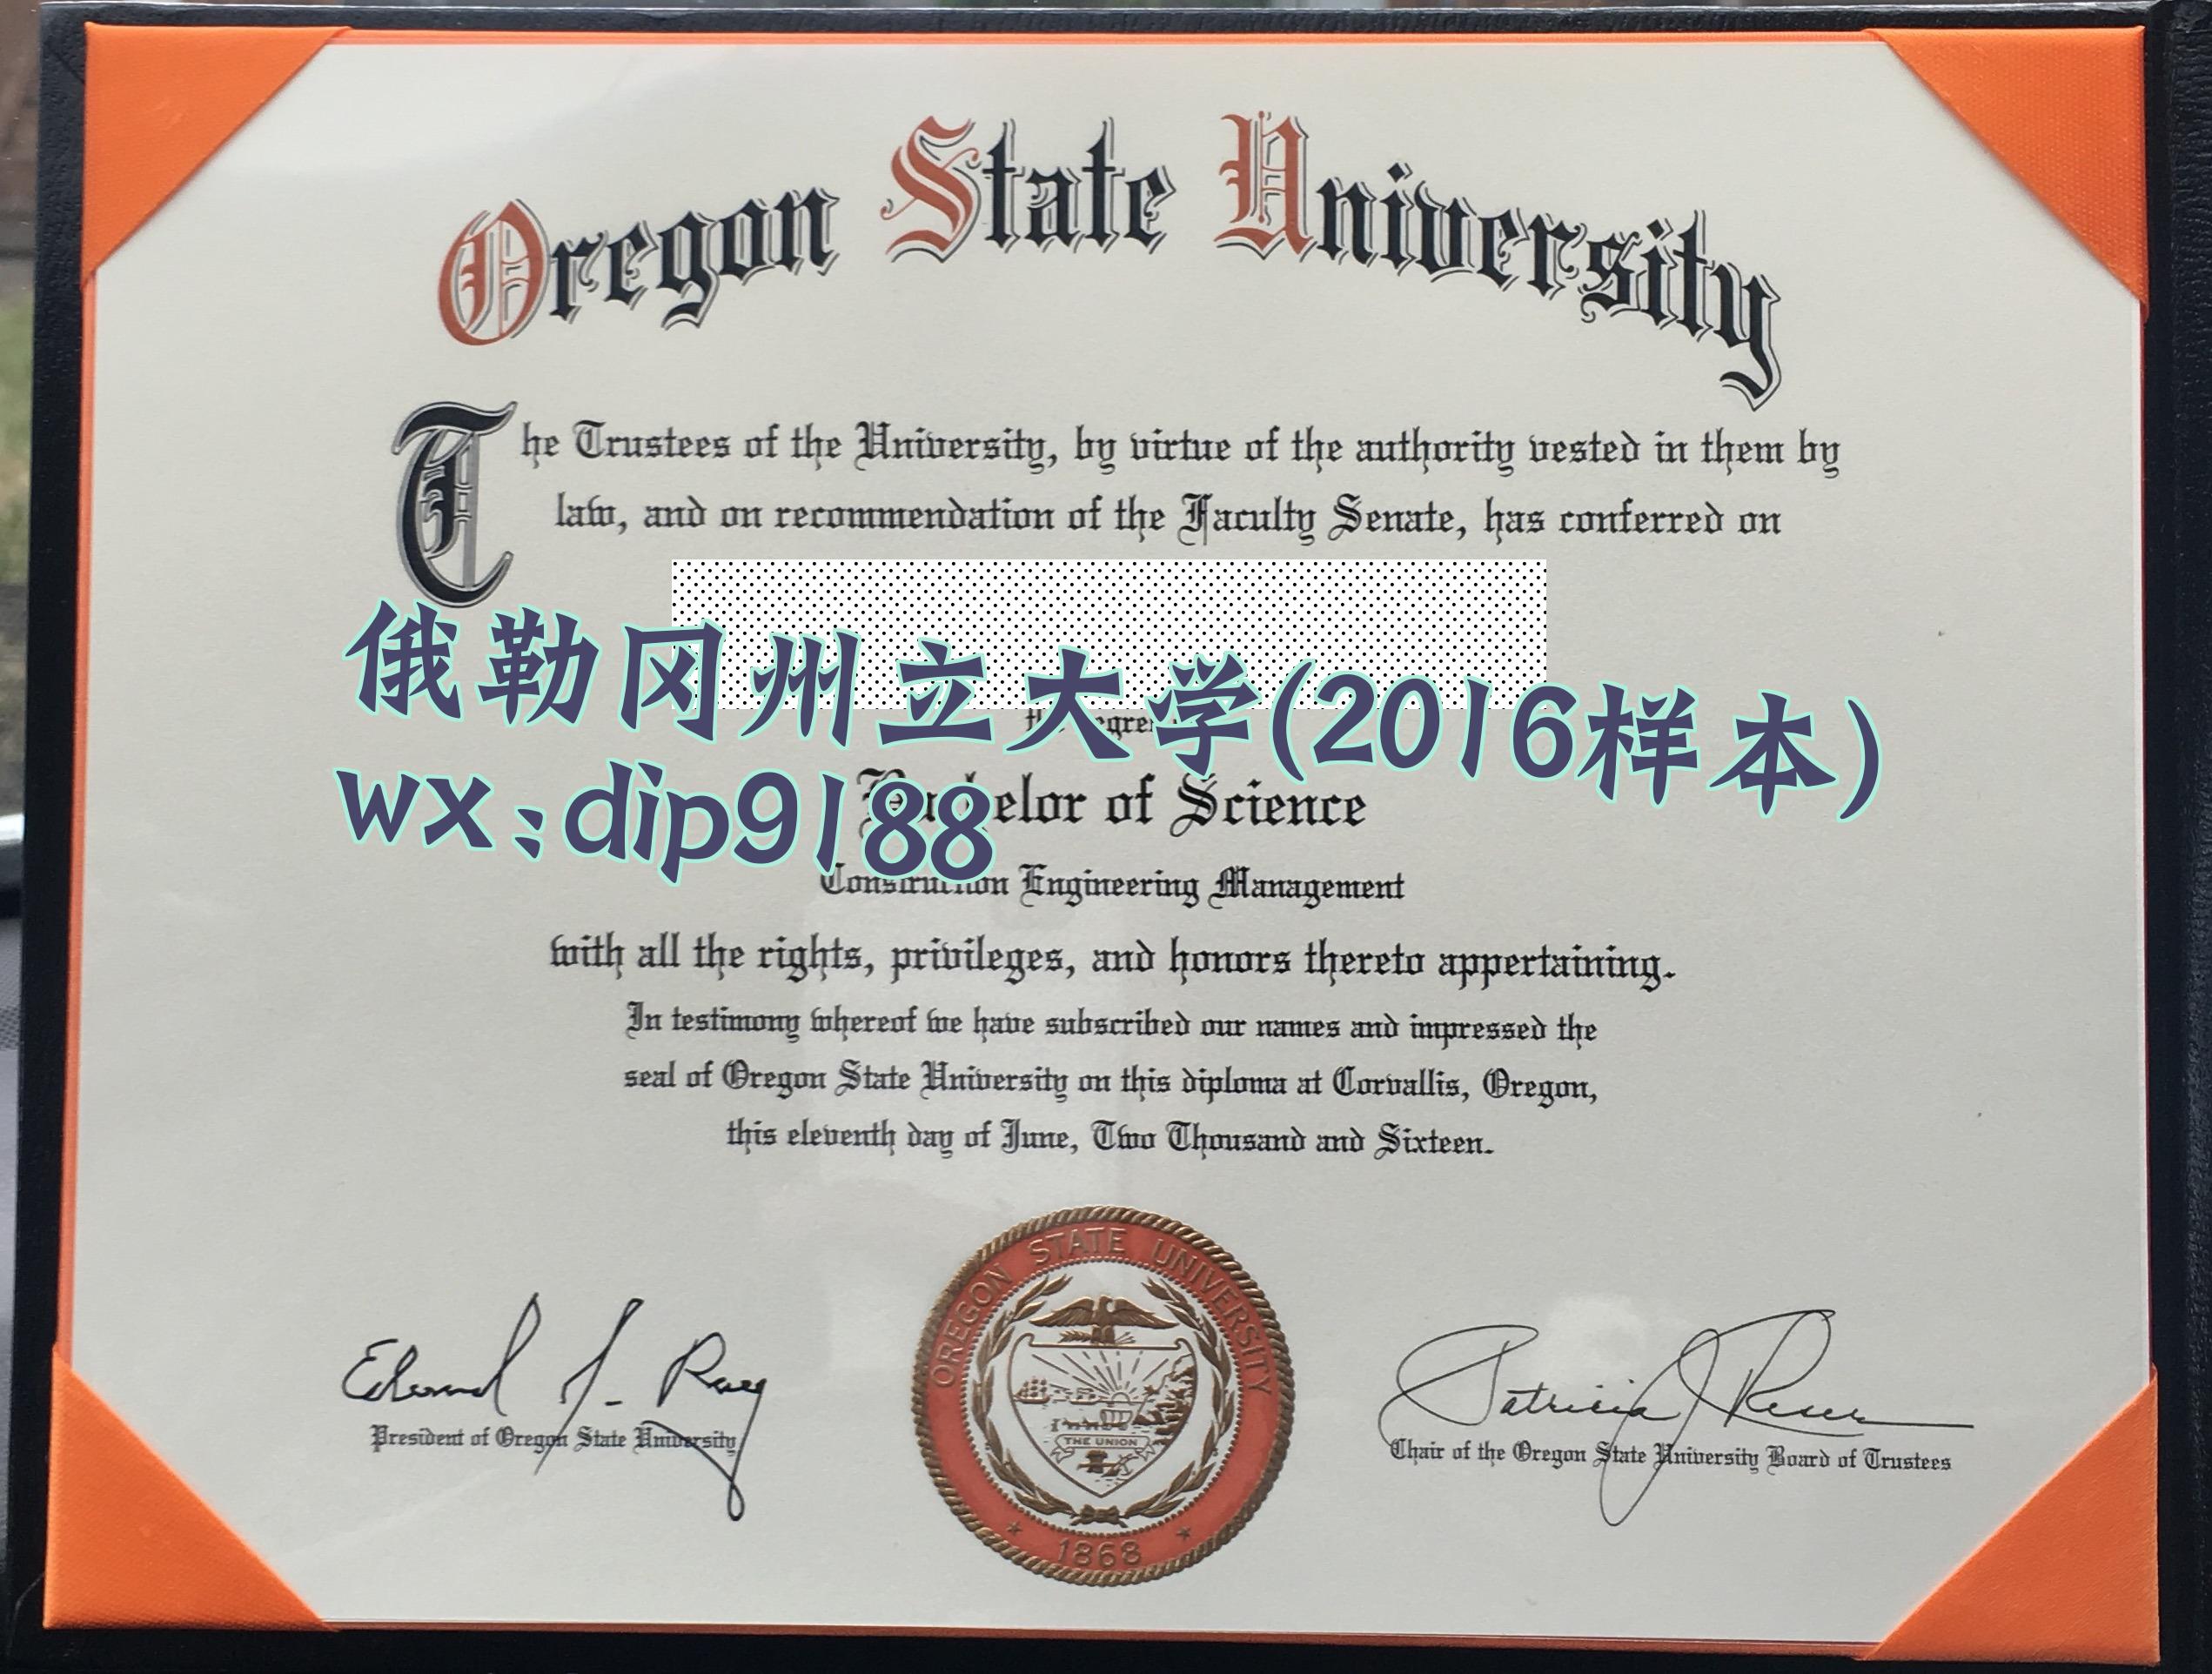 Oregon State University
The Trustees of the University, by virtue of the authority vested in them by
law, and on recommendation of the Faculty Senate, has conferred on
俄勒冈州立大学(2016样本)
wx:dip9188
Bachelor of Science
Construction Engineering Management
with all the rights, privileges, and honors thereto appertaining.
In testimony whereof we have subscribed our names and impressed the
seal of Oregon State University on this diploma at Corvallis, Oregon,
this eleventh day of June, Two Thousand and Sixteen.
Edward J. Ray
President of Oregon State University
OREGON STATE UNIVERSITY
THE UNION
1868
Patricia J Reser
Chair of the Oregon State University Board of Trustees